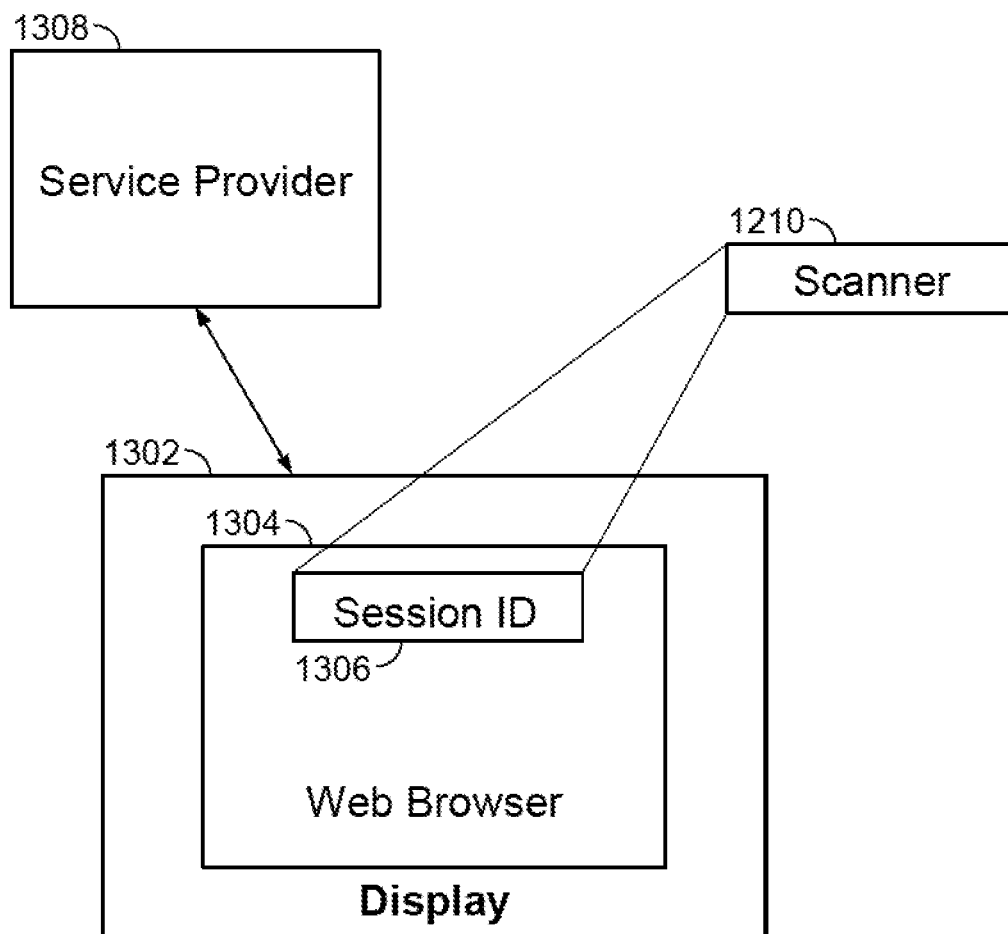 1308
Service Provider
1210
Scanner
1302
1304
Session ID
1306
Web Browser
Display